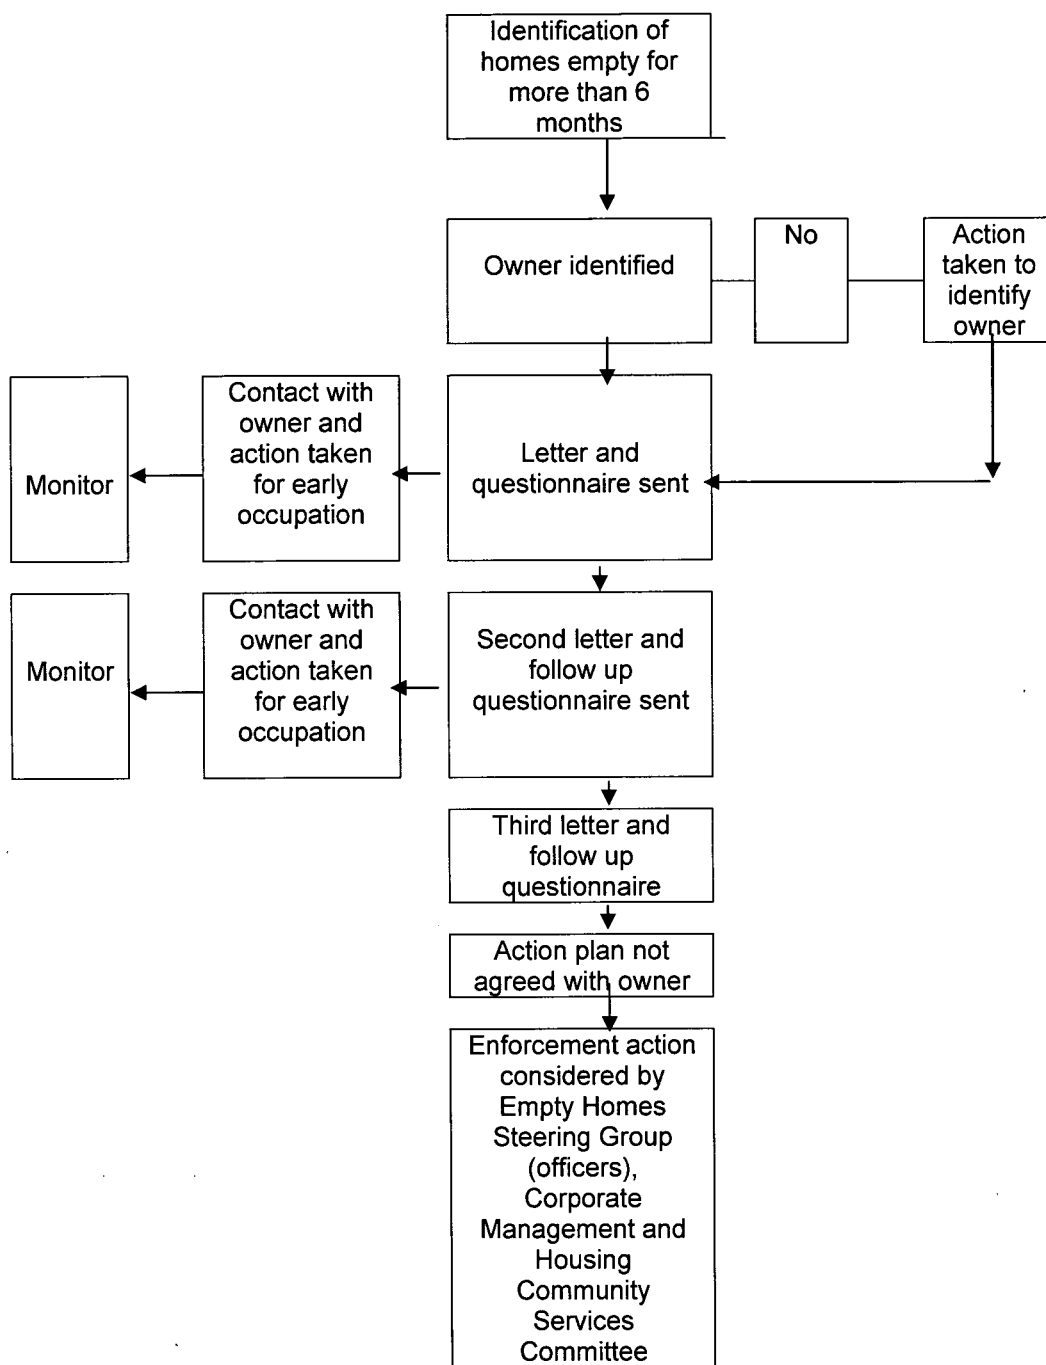 Identification of
homes empty for
more than 6
months
Owner identified
No
Action
taken to
identify
owner
Monitor
Contact with
owner and
action taken
for early
occupation
Letter and
questionnaire sent
Monitor
Contact with
owner and
action taken
for early
occupation
Second letter and
follow up
questionnaire sent
Third letter and
follow up
questionnaire
Action plan not
agreed with owner
Enforcement action
considered by
Empty Homes
Steering Group
(officers),
Corporate
Management and
Housing
Community
Services
Committee